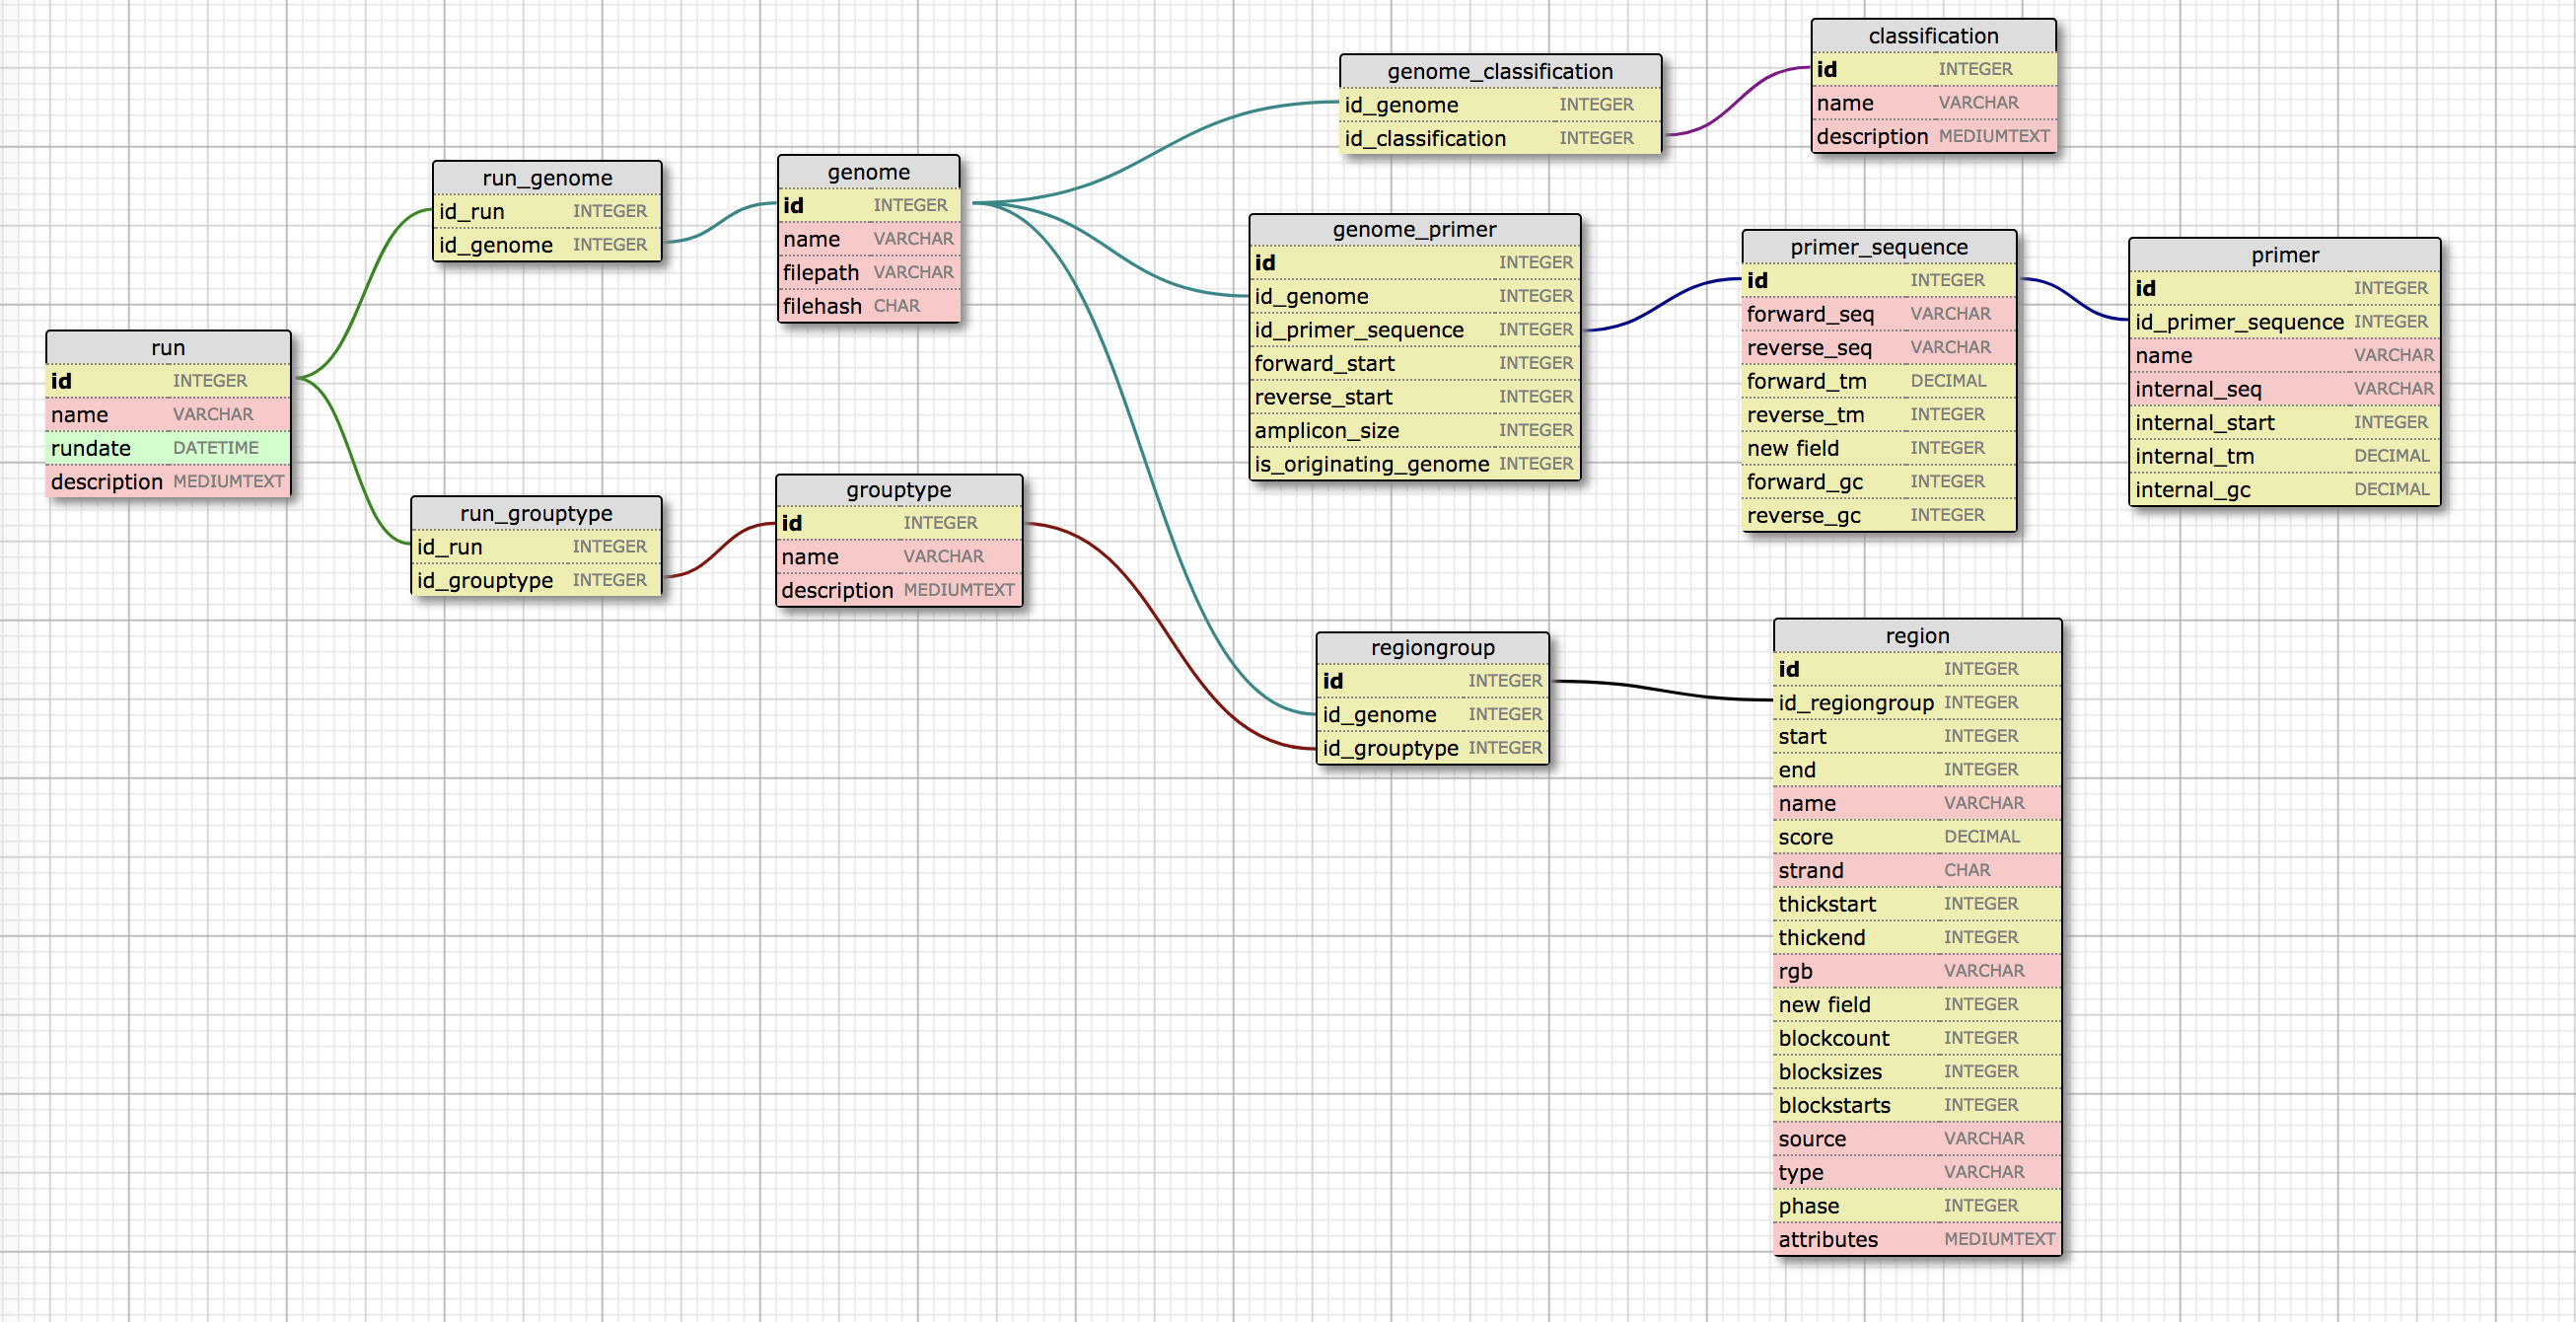 run
id INTEGER
name VARCHAR
rundate DATETIME
description MEDIUMTEXT
run_genome
id_run INTEGER
id_genome INTEGER
run_grouptype
id_run INTEGER
id_grouptype INTEGER
genome
id INTEGER
name VARCHAR
filepath VARCHAR
filehash CHAR
grouptype
id INTEGER
name VARCHAR
description MEDIUMTEXT
genome_classification
id_genome INTEGER
id_classification INTEGER
classification
id INTEGER
name VARCHAR
description MEDIUMTEXT
genome_primer
id INTEGER
id_genome INTEGER
id_primer_sequence INTEGER
forward_start INTEGER
reverse_start INTEGER
amplicon_size INTEGER
is_originating_genome INTEGER
primer_sequence
id INTEGER
forward_seq VARCHAR
reverse_seq VARCHAR
forward_tm DECIMAL
reverse_tm INTEGER
new field INTEGER
forward_gc INTEGER
reverse_gc INTEGER
primer
id INTEGER
id_primer_sequence INTEGER
name VARCHAR
internal_seq VARCHAR
internal_start INTEGER
internal_tm DECIMAL
internal_gc DECIMAL
regiongroup
id INTEGER
id_genome INTEGER
id_grouptype INTEGER
region
id INTEGER
id_regiongroup INTEGER
start INTEGER
end INTEGER
name VARCHAR
score DECIMAL
strand CHAR
thickstart INTEGER
thickend INTEGER
rgb VARCHAR
new field INTEGER
blockcount INTEGER
blocksizes INTEGER
blockstarts INTEGER
source VARCHAR
type VARCHAR
phase INTEGER
attributes MEDIUMTEXT